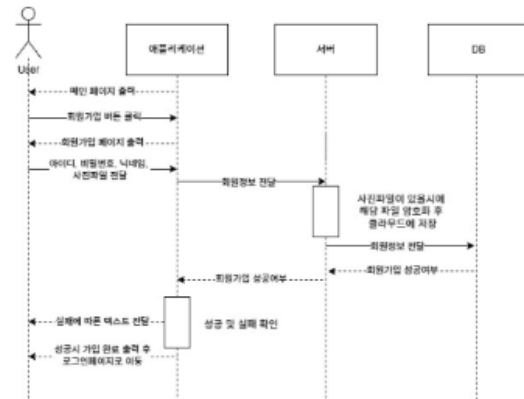 애플리케이션
서버
DB
User
메인 페이지 출력
회원가입 버튼 클릭
회원가입 페이지 출력
아이디, 비밀번호, 닉네임,
사진파일 전달
회원정보 전달
사진파일이 있을시에
해당 파일 암호화 후
클라우드에 저장
회원정보 전달
회원가입 성공여부
회원가입 성공여부
성공 및 실패 확인
실패에 따른 텍스트 전달
성공시 가입 완료 출력 후
로그인페이지로 이동